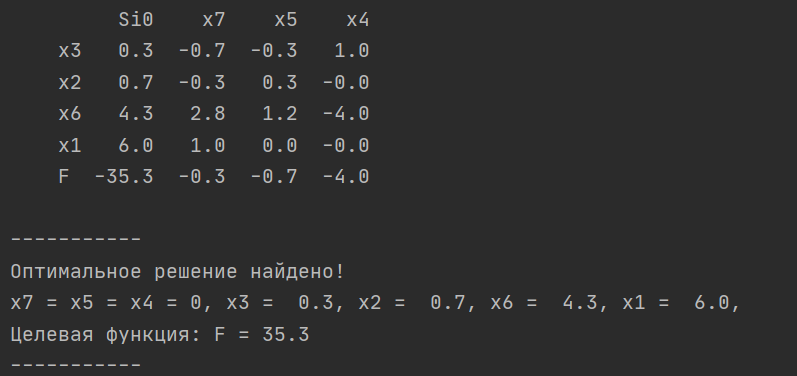 Si0 x7 x5 x4
x3 0.3 -0.7 -0.3 1.0
x2 0.7 -0.3 0.3 -0.0
x6 4.3 2.8 1.2 -4.0
x1 6.0 1.0 0.0 -0.0
F -35.3 -0.3 -0.7 -4.0
-----------
Оптимальное решение найдено!
x7 = x5 = x4 = 0, x3 =  0.3, x2 =  0.7, x6 =  4.3, x1 =  6.0,
Целевая функция: F = 35.3
-----------